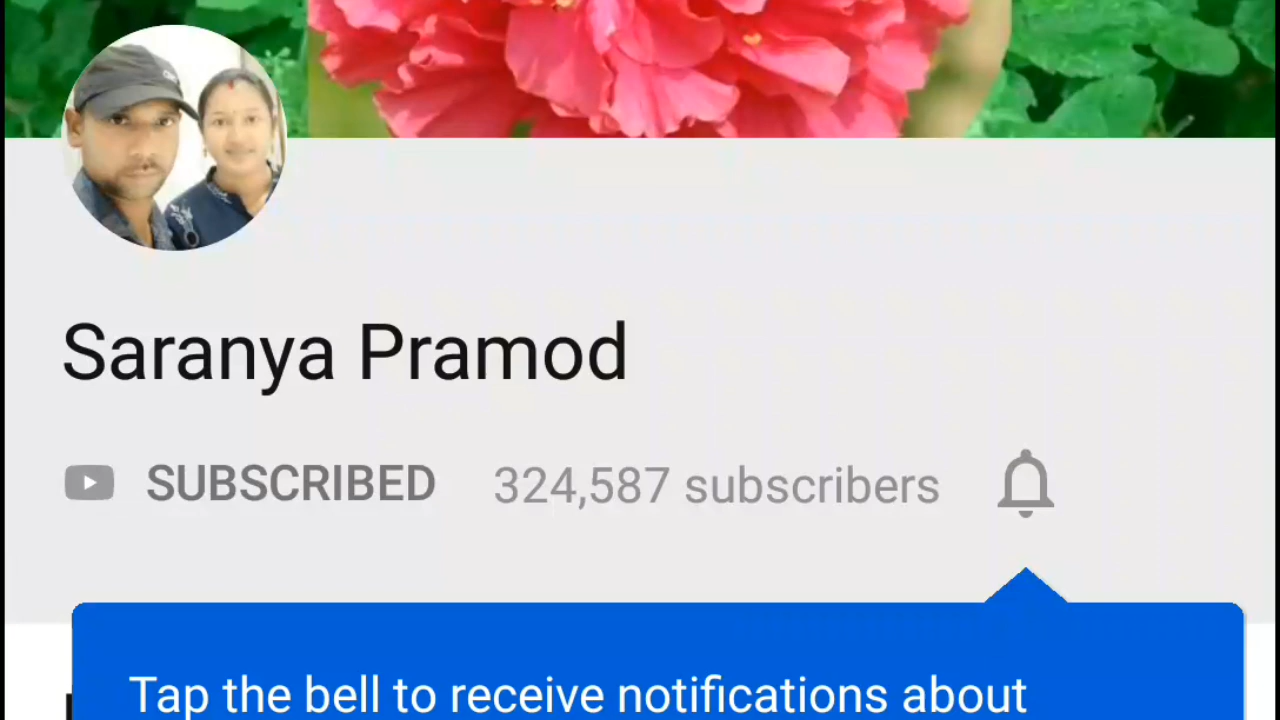 Saranya Pramod
SUBSCRIBED 324,587 subscribers
Tap the bell to receive notifications about